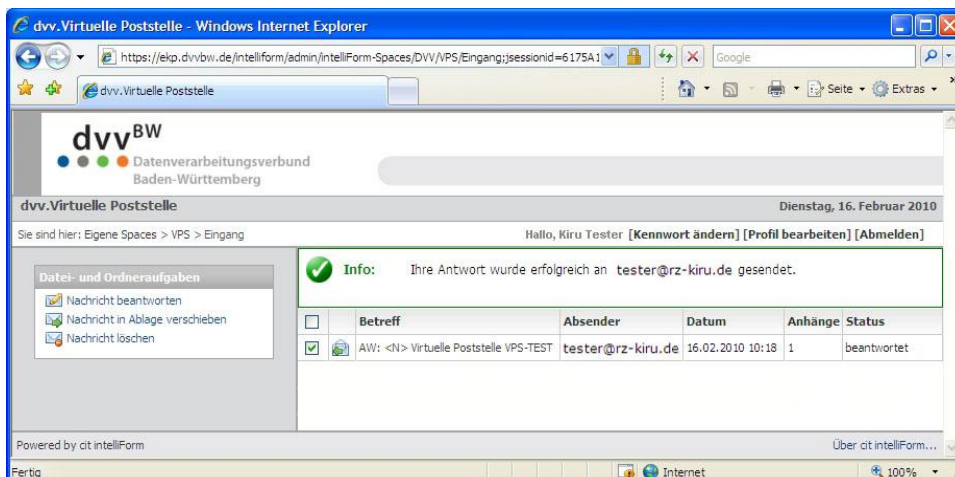 dvv.Virtuelle Poststelle - Windows Internet Explorer
https://ekp.dvvbw.de/intelliform/admin/intelliForm-Spaces/DVV/VPS/Eingang;jsessionid=6175A1
Google
dvv.Virtuelle Poststelle
Seite
Extras
dvv BW
Datenverarbeitungsverbund
Baden-Württemberg
dvv.Virtuelle Poststelle
Dienstag, 16. Februar 2010
Sie sind hier: Eigene Spaces > VPS > Eingang
Hallo, Kiru Tester [Kennwort ändern] [Profil bearbeiten] [Abmelden]
Datei- und Ordneraufgaben
Nachricht beantworten
Nachricht in Ablage verschieben
Nachricht löschen
Info: Ihre Antwort wurde erfolgreich an tester@rz-kiru.de gesendet.
Betreff Absender Datum Anhänge Status
AW: <N> Virtuelle Poststelle VPS-TEST tester@rz-kiru.de 16.02.2010 10:18 1 beantwortet
Powered by cit intelliForm
Über cit intelliForm...
Fertig
Internet
100%